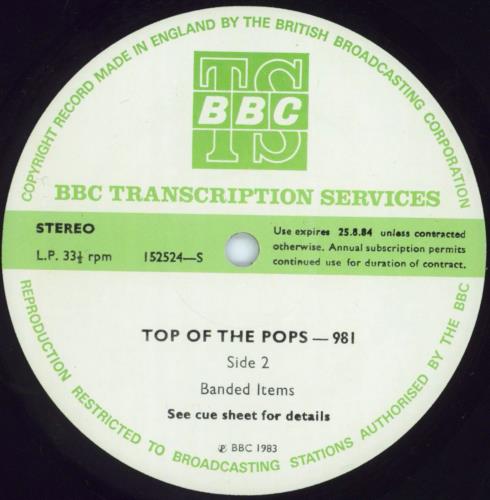 COPYRIGHT RECORD MADE IN ENGLAND BY THE BRITISH BROADCASTING CORPORATION
TS
BBC
BBC TRANSCRIPTION SERVICES
STEREO
L.P. 33⅓ rpm
152524—S
Use expires 25.8.84 unless contracted
otherwise. Annual subscription permits
continued use for duration of contract.
TOP OF THE POPS — 981
Side 2
Banded Items
See cue sheet for details
℗ BBC 1983
REPRODUCTION RESTRICTED TO BROADCASTING STATIONS AUTHORISED BY THE BBC